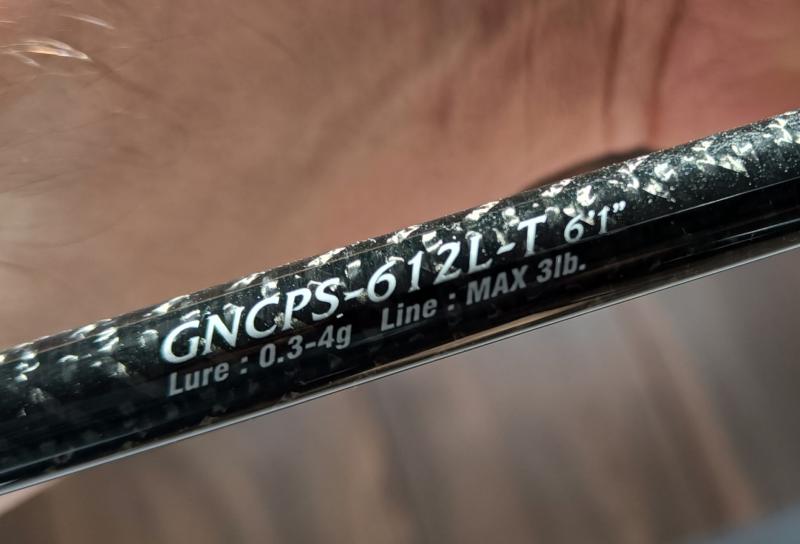 GNCPS-612L-T 6'1"
Lure : 0.3-4g Line : MAX 3lb.